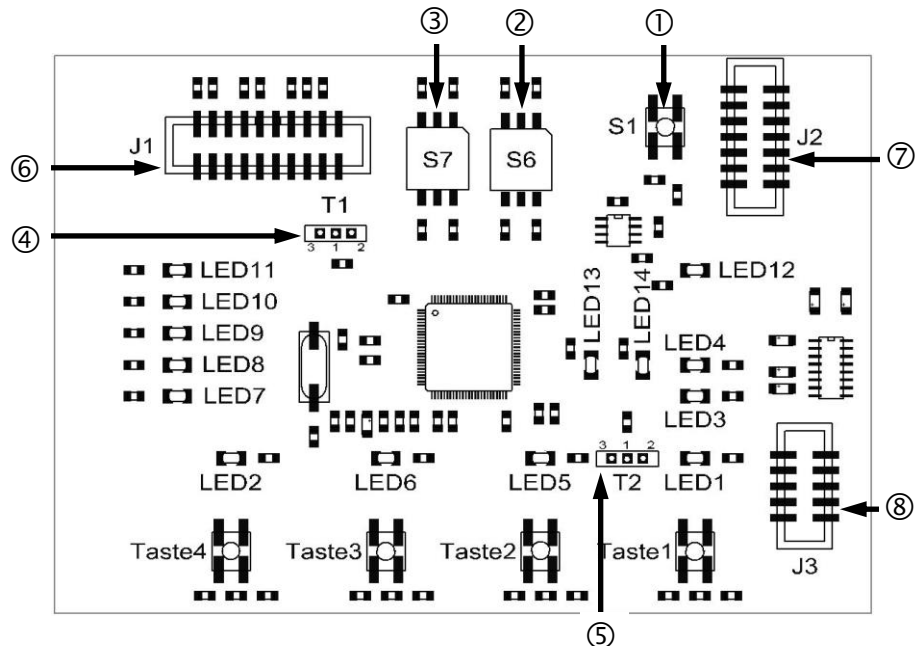 ③ ② ①
J1
S7
S6
S1
J2
⑥
⑦
T1
④
3 1 2
LED11
LED10
LED9
LED8
LED7
LED13
LED14
LED12
LED4
LED3
3 1 2
LED2
LED6
LED5
T2
LED1
⑧
Taste4
Taste3
Taste2
Taste1
J3
⑤